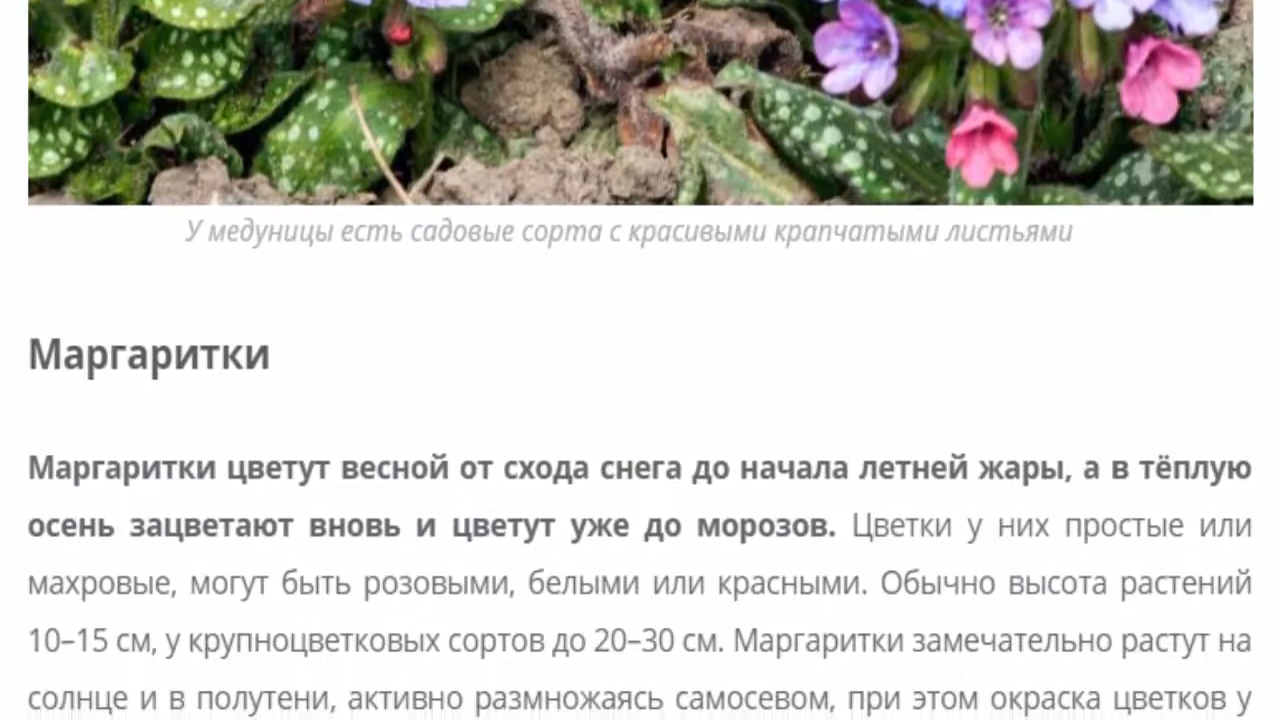 У медуницы есть садовые сорта с красивыми крапчатыми листьями
Маргаритки
Маргаритки цветут весной от схода снега до начала летней жары, а в тёплую
осень зацветают вновь и цветут уже до морозов. Цветки у них простые или
махровые, могут быть розовыми, белыми или красными. Обычно высота растений
10–15 см, у крупноцветковых сортов до 20–30 см. Маргаритки замечательно растут на
солнце и в полутени, активно размножаясь самосевом, при этом окраска цветков у